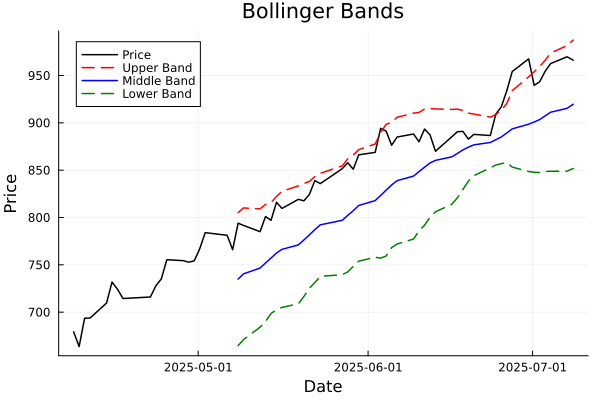 Bollinger Bands
Price
Upper Band
Middle Band
Lower Band
950
900
850
800
750
700
Price
2025-05-01
2025-06-01
2025-07-01
Date